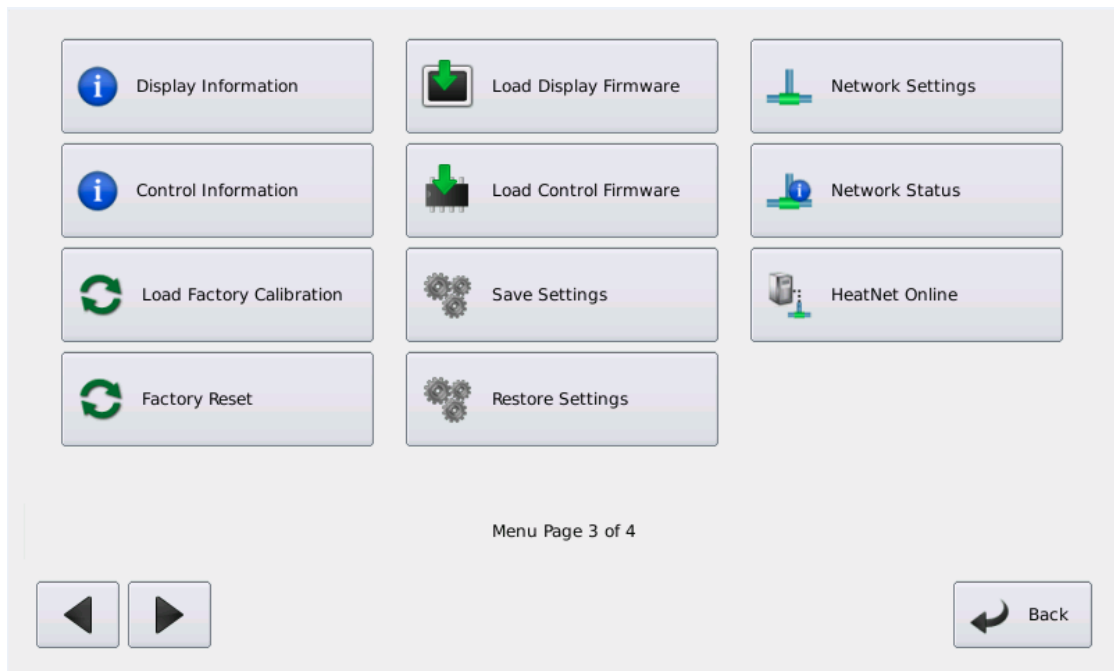 Display Information
Load Display Firmware
Network Settings
Control Information
Load Control Firmware
Network Status
Load Factory Calibration
Save Settings
HeatNet Online
Factory Reset
Restore Settings
Menu Page 3 of 4
Back